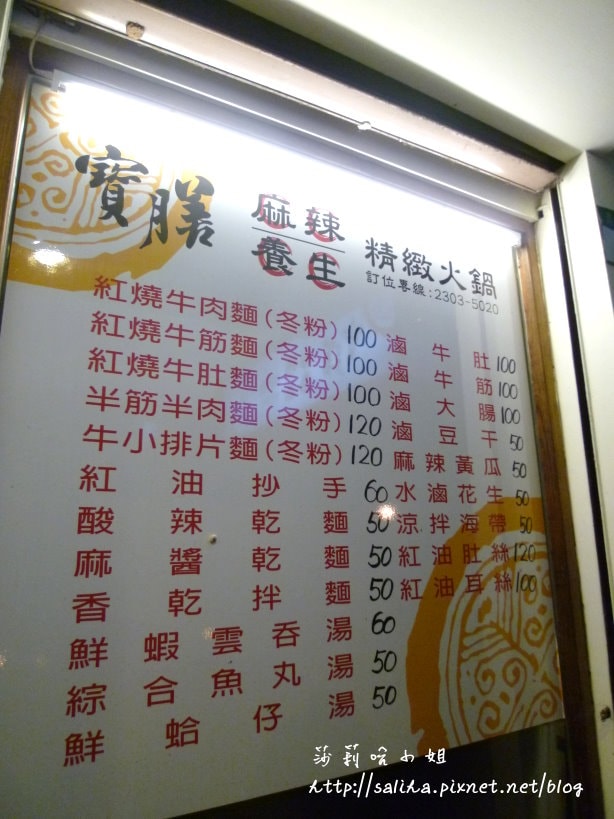 寶膳 麻辣養生 精緻火鍋
訂位專線:2303-5020
紅燒牛肉麵(冬粉) 100
紅燒牛筋麵(冬粉) 100
紅燒牛肚麵(冬粉) 100
半筋半肉麵(冬粉) 120
牛小排片麵(冬粉) 120
紅油抄手 60
酸辣乾麵 50
麻醬乾麵 50
香乾拌麵 50
鮮蝦雲吞湯 60
綜合魚丸湯 50
鮮蛤仔湯 50
滷牛肚 100
滷牛筋 100
滷大腸 100
滷豆干 50
麻辣黃瓜 50
水滷花生 50
涼拌海帶 50
紅油肚絲 120
紅油耳絲 100
莎莉哈小姐
http://saliha.pixnet.net/blog